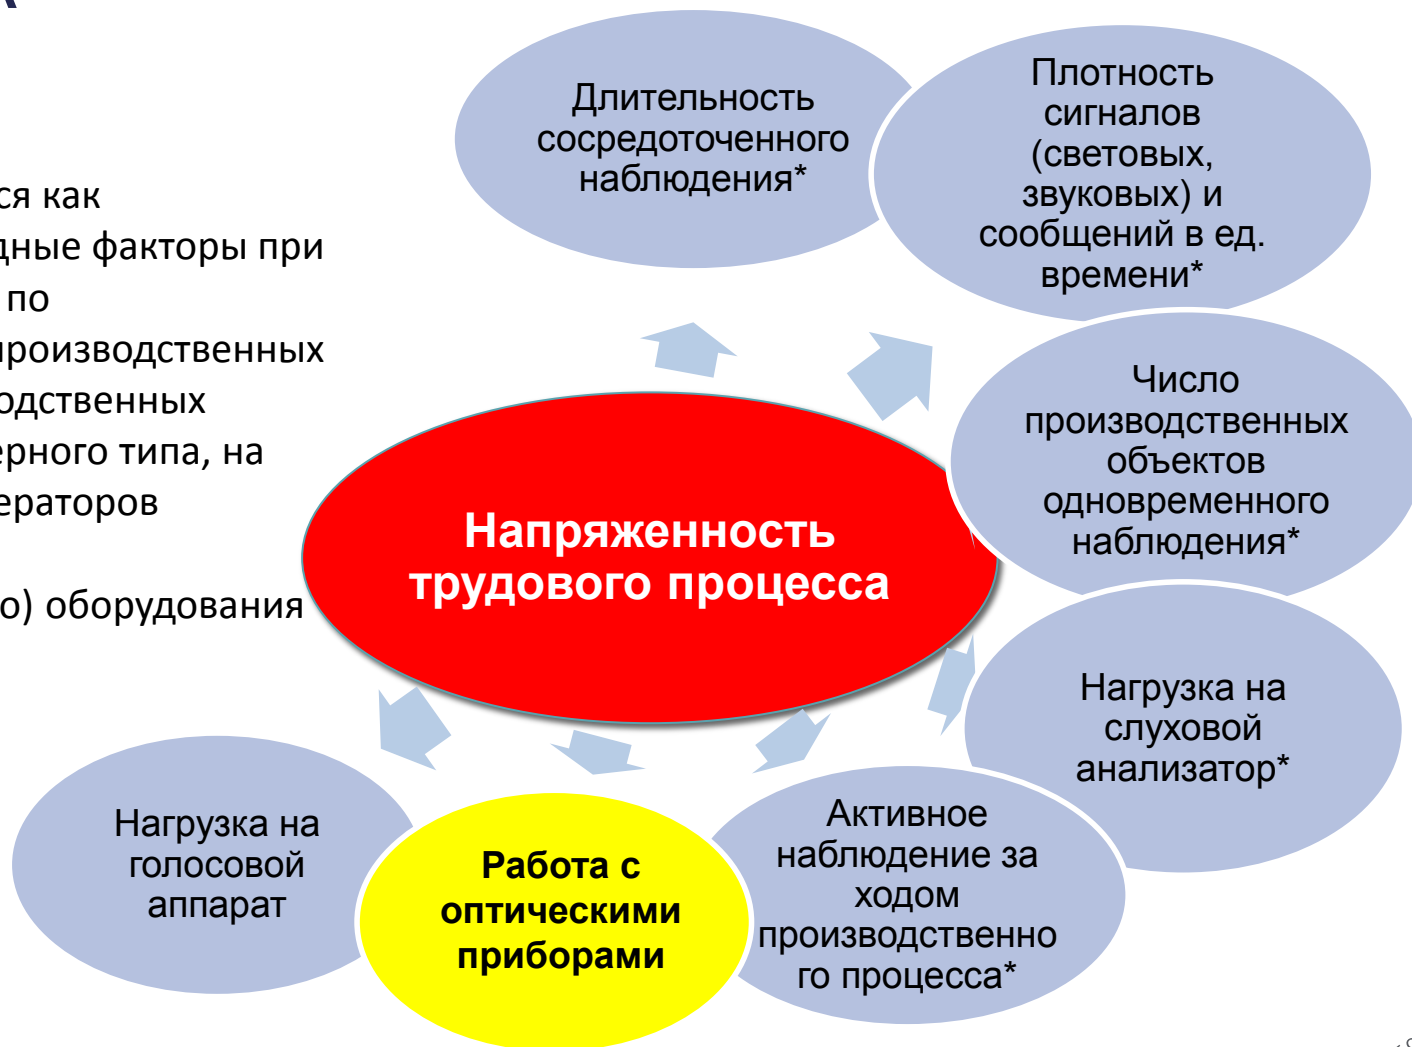 ся как
дные факторы при
по
производственных
одственных
ерного типа, на
ераторов
о) оборудования
Длительность
сосредоточенного
наблюдения*
Плотность
сигналов
(световых,
звуковых) и
сообщений в ед.
времени*
Число
производственных
объектов
одновременного
наблюдения*
Напряженность
трудового процесса
Нагрузка на
слуховой
анализатор*
Активное
наблюдение за
ходом
производственно
го процесса*
Работа с
оптическими
приборами
Нагрузка на
голосовой
аппарат